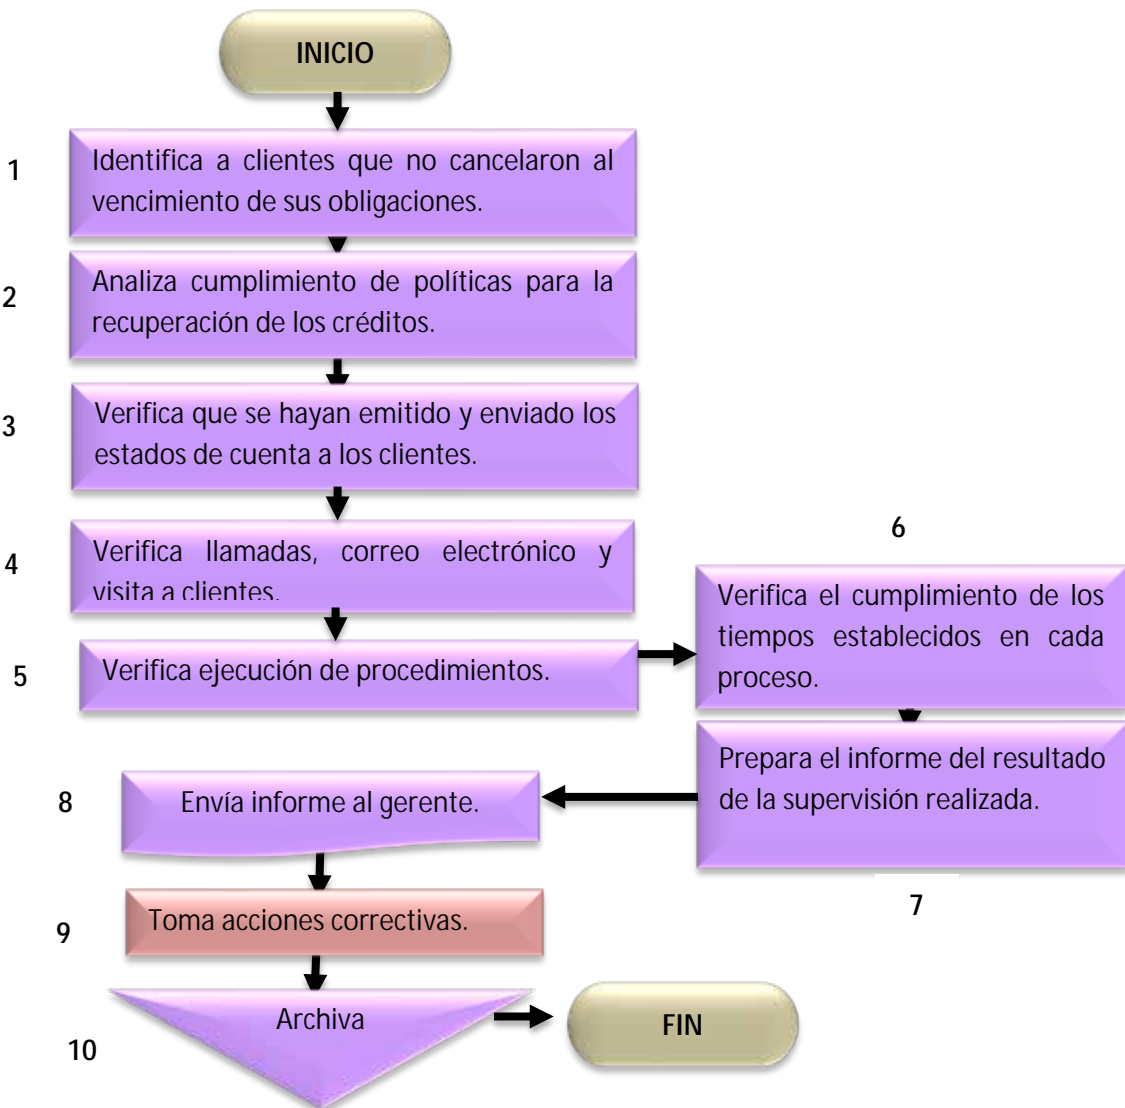 INICIO
1
Identifica a clientes que no cancelaron al
vencimiento de sus obligaciones.
2
Analiza cumplimiento de políticas para la
recuperación de los créditos.
3
Verifica que se hayan emitido y enviado los
estados de cuenta a los clientes.
4
Verifica llamadas, correo electrónico y
visita a clientes.
5
Verifica ejecución de procedimientos.
6
Verifica el cumplimiento de los
tiempos establecidos en cada
proceso.
Prepara el informe del resultado
de la supervisión realizada.
7
8
Envía informe al gerente.
9
Toma acciones correctivas.
10
Archiva
FIN